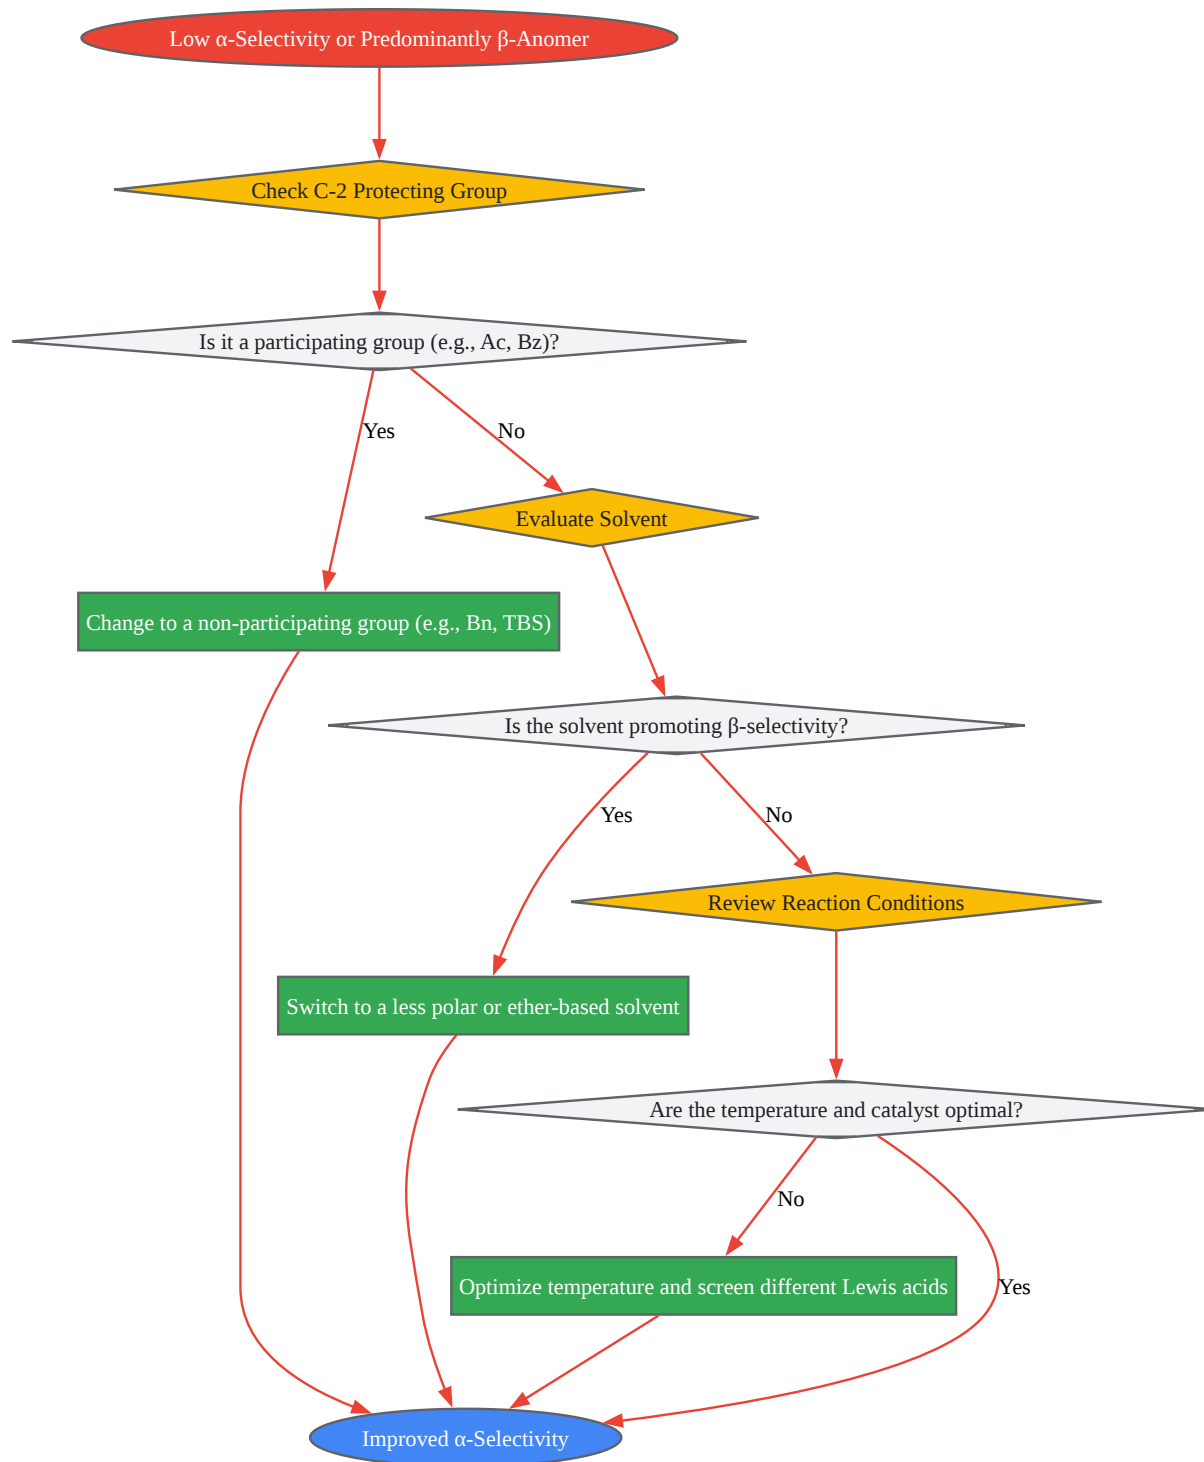 Low α-Selectivity or Predominantly β-Anomer
Check C-2 Protecting Group
Is it a participating group (e.g., Ac, Bz)?
Yes
No
Evaluate Solvent
Change to a non-participating group (e.g., Bn, TBS)
Is the solvent promoting β-selectivity?
Yes
No
Review Reaction Conditions
Switch to a less polar or ether-based solvent
Are the temperature and catalyst optimal?
No
Optimize temperature and screen different Lewis acids
Yes
Improved α-Selectivity